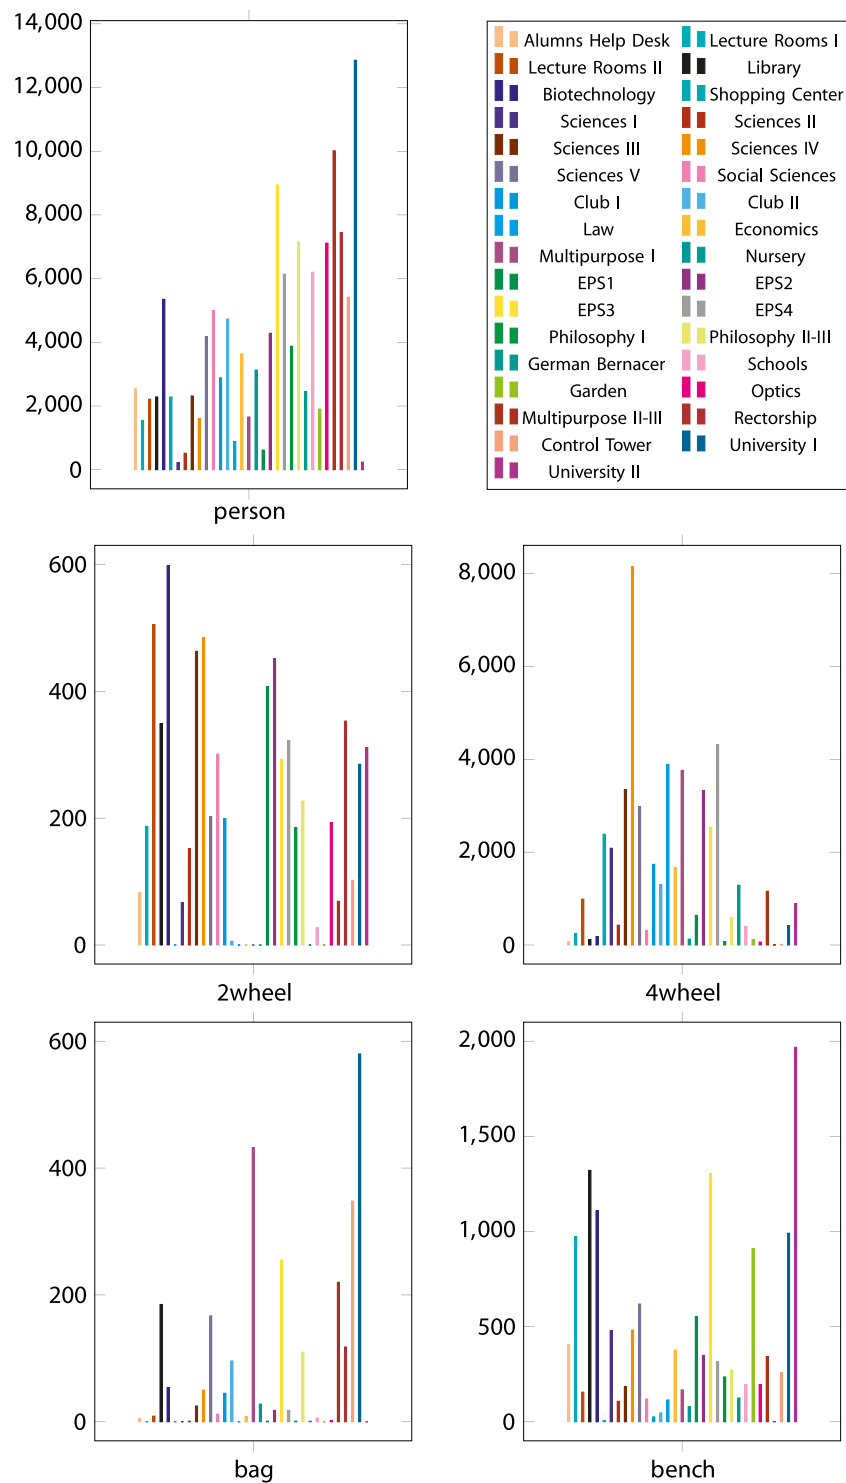 14,000
12,000
10,000
8,000
6,000
4,000
2,000
0
person
Alumns Help Desk Lecture Rooms I
Lecture Rooms II Library
Biotechnology Shopping Center
Sciences I Sciences II
Sciences III Sciences IV
Sciences V Social Sciences
Club I Club II
Law Economics
Multipurpose I Nursery
EPS1 EPS2
EPS3 EPS4
Philosophy I Philosophy II-III
German Bernacer Schools
Garden Optics
Multipurpose II-III Rectorship
Control Tower University I
University II
600
400
200
0
2wheel
8,000
6,000
4,000
2,000
0
4wheel
600
400
200
0
bag
2,000
1,500
1,000
500
0
bench